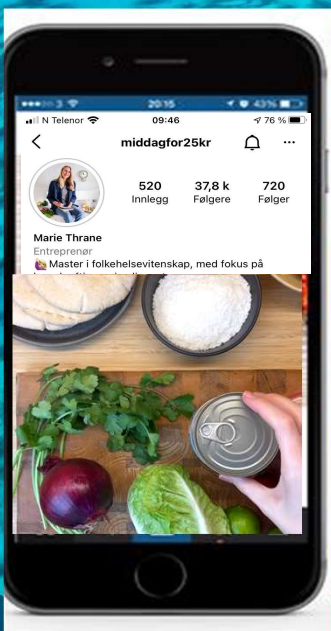 3 20:15 43%
N Telenor 09:46 76 %
middagfor25kr
520 37,8 k 720
Innlegg Følgere Følger
Marie Thrane
Entreprenør
Master i folkehelsevitenskap, med fokus på